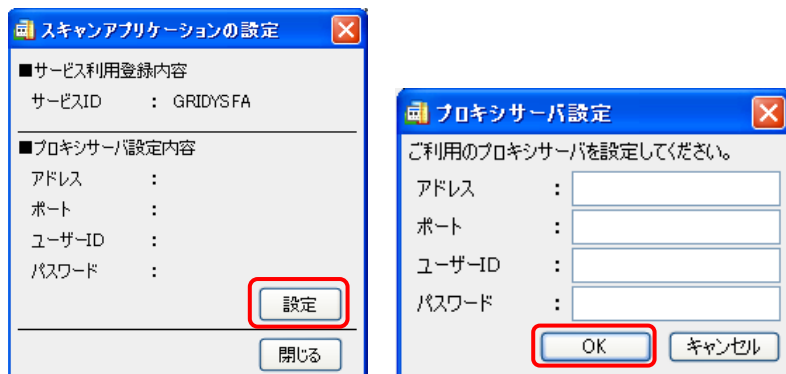 スキャンアプリケーションの設定
■サービス利用登録内容
サービスID : GRIDYSFA
■プロキシサーバ設定内容
アドレス :
ポート :
ユーザーID :
パスワード :
設定
閉じる
プロキシサーバ設定
ご利用のプロキシサーバを設定してください。
アドレス :
ポート :
ユーザーID :
パスワード :
OK キャンセル